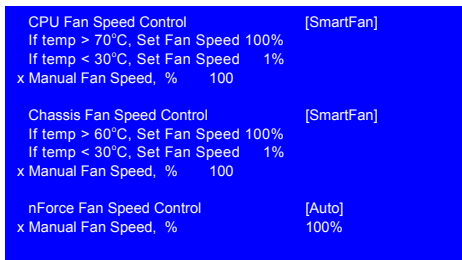 CPU Fan Speed Control [SmartFan]
If temp > 70°C, Set Fan Speed 100%
If temp < 30°C, Set Fan Speed 1%
x Manual Fan Speed, % 100
Chassis Fan Speed Control [SmartFan]
If temp > 60°C, Set Fan Speed 100%
If temp < 30°C, Set Fan Speed 1%
x Manual Fan Speed, % 100
nForce Fan Speed Control [Auto]
x Manual Fan Speed, % 100%